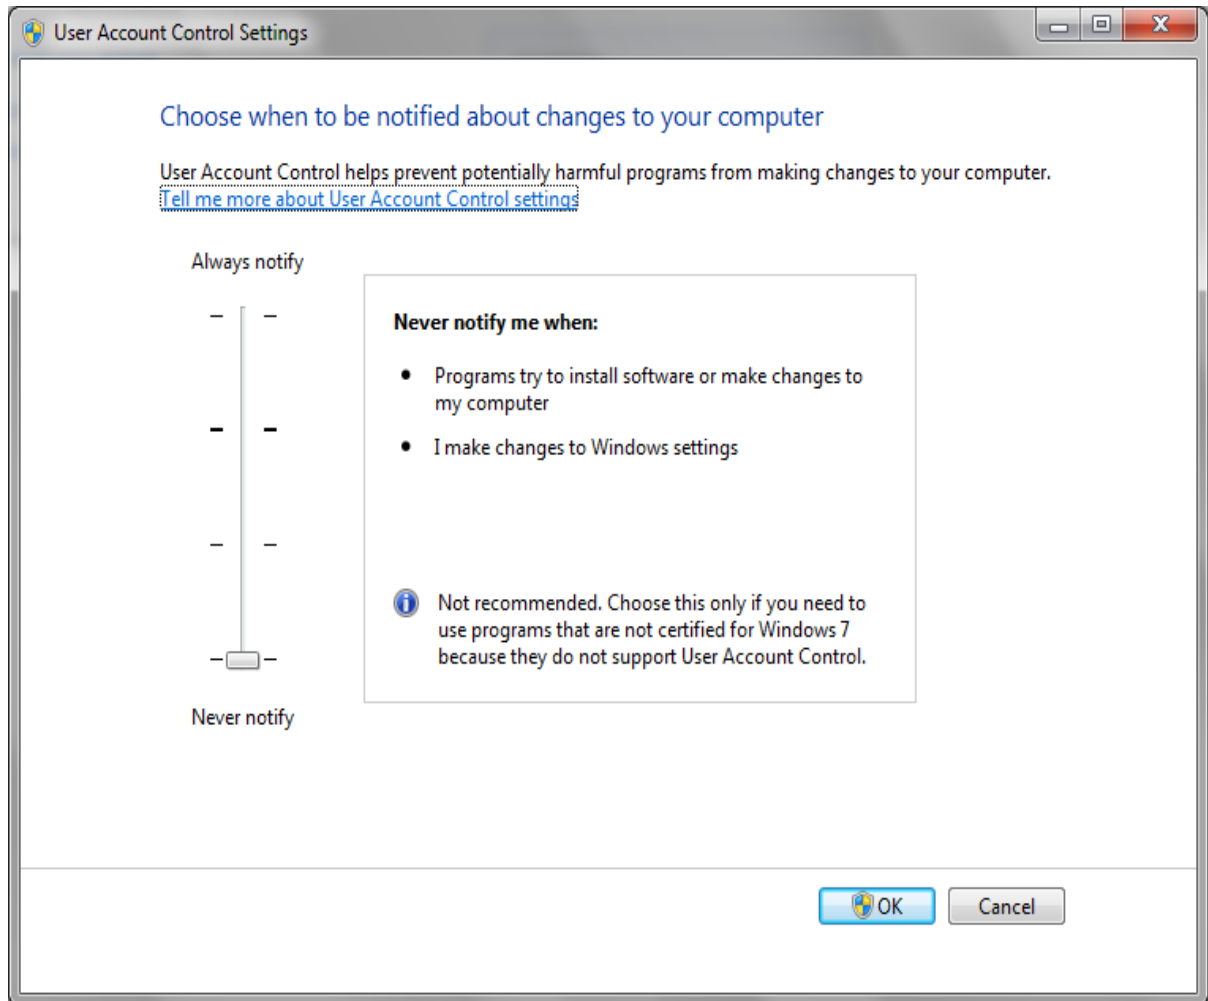 User Account Control Settings
Choose when to be notified about changes to your computer
User Account Control helps prevent potentially harmful programs from making changes to your computer.
Tell me more about User Account Control settings
Always notify
Never notify me when:
• Programs try to install software or make changes to
my computer
• I make changes to Windows settings
Not recommended. Choose this only if you need to
use programs that are not certified for Windows 7
because they do not support User Account Control.
Never notify
OK
Cancel